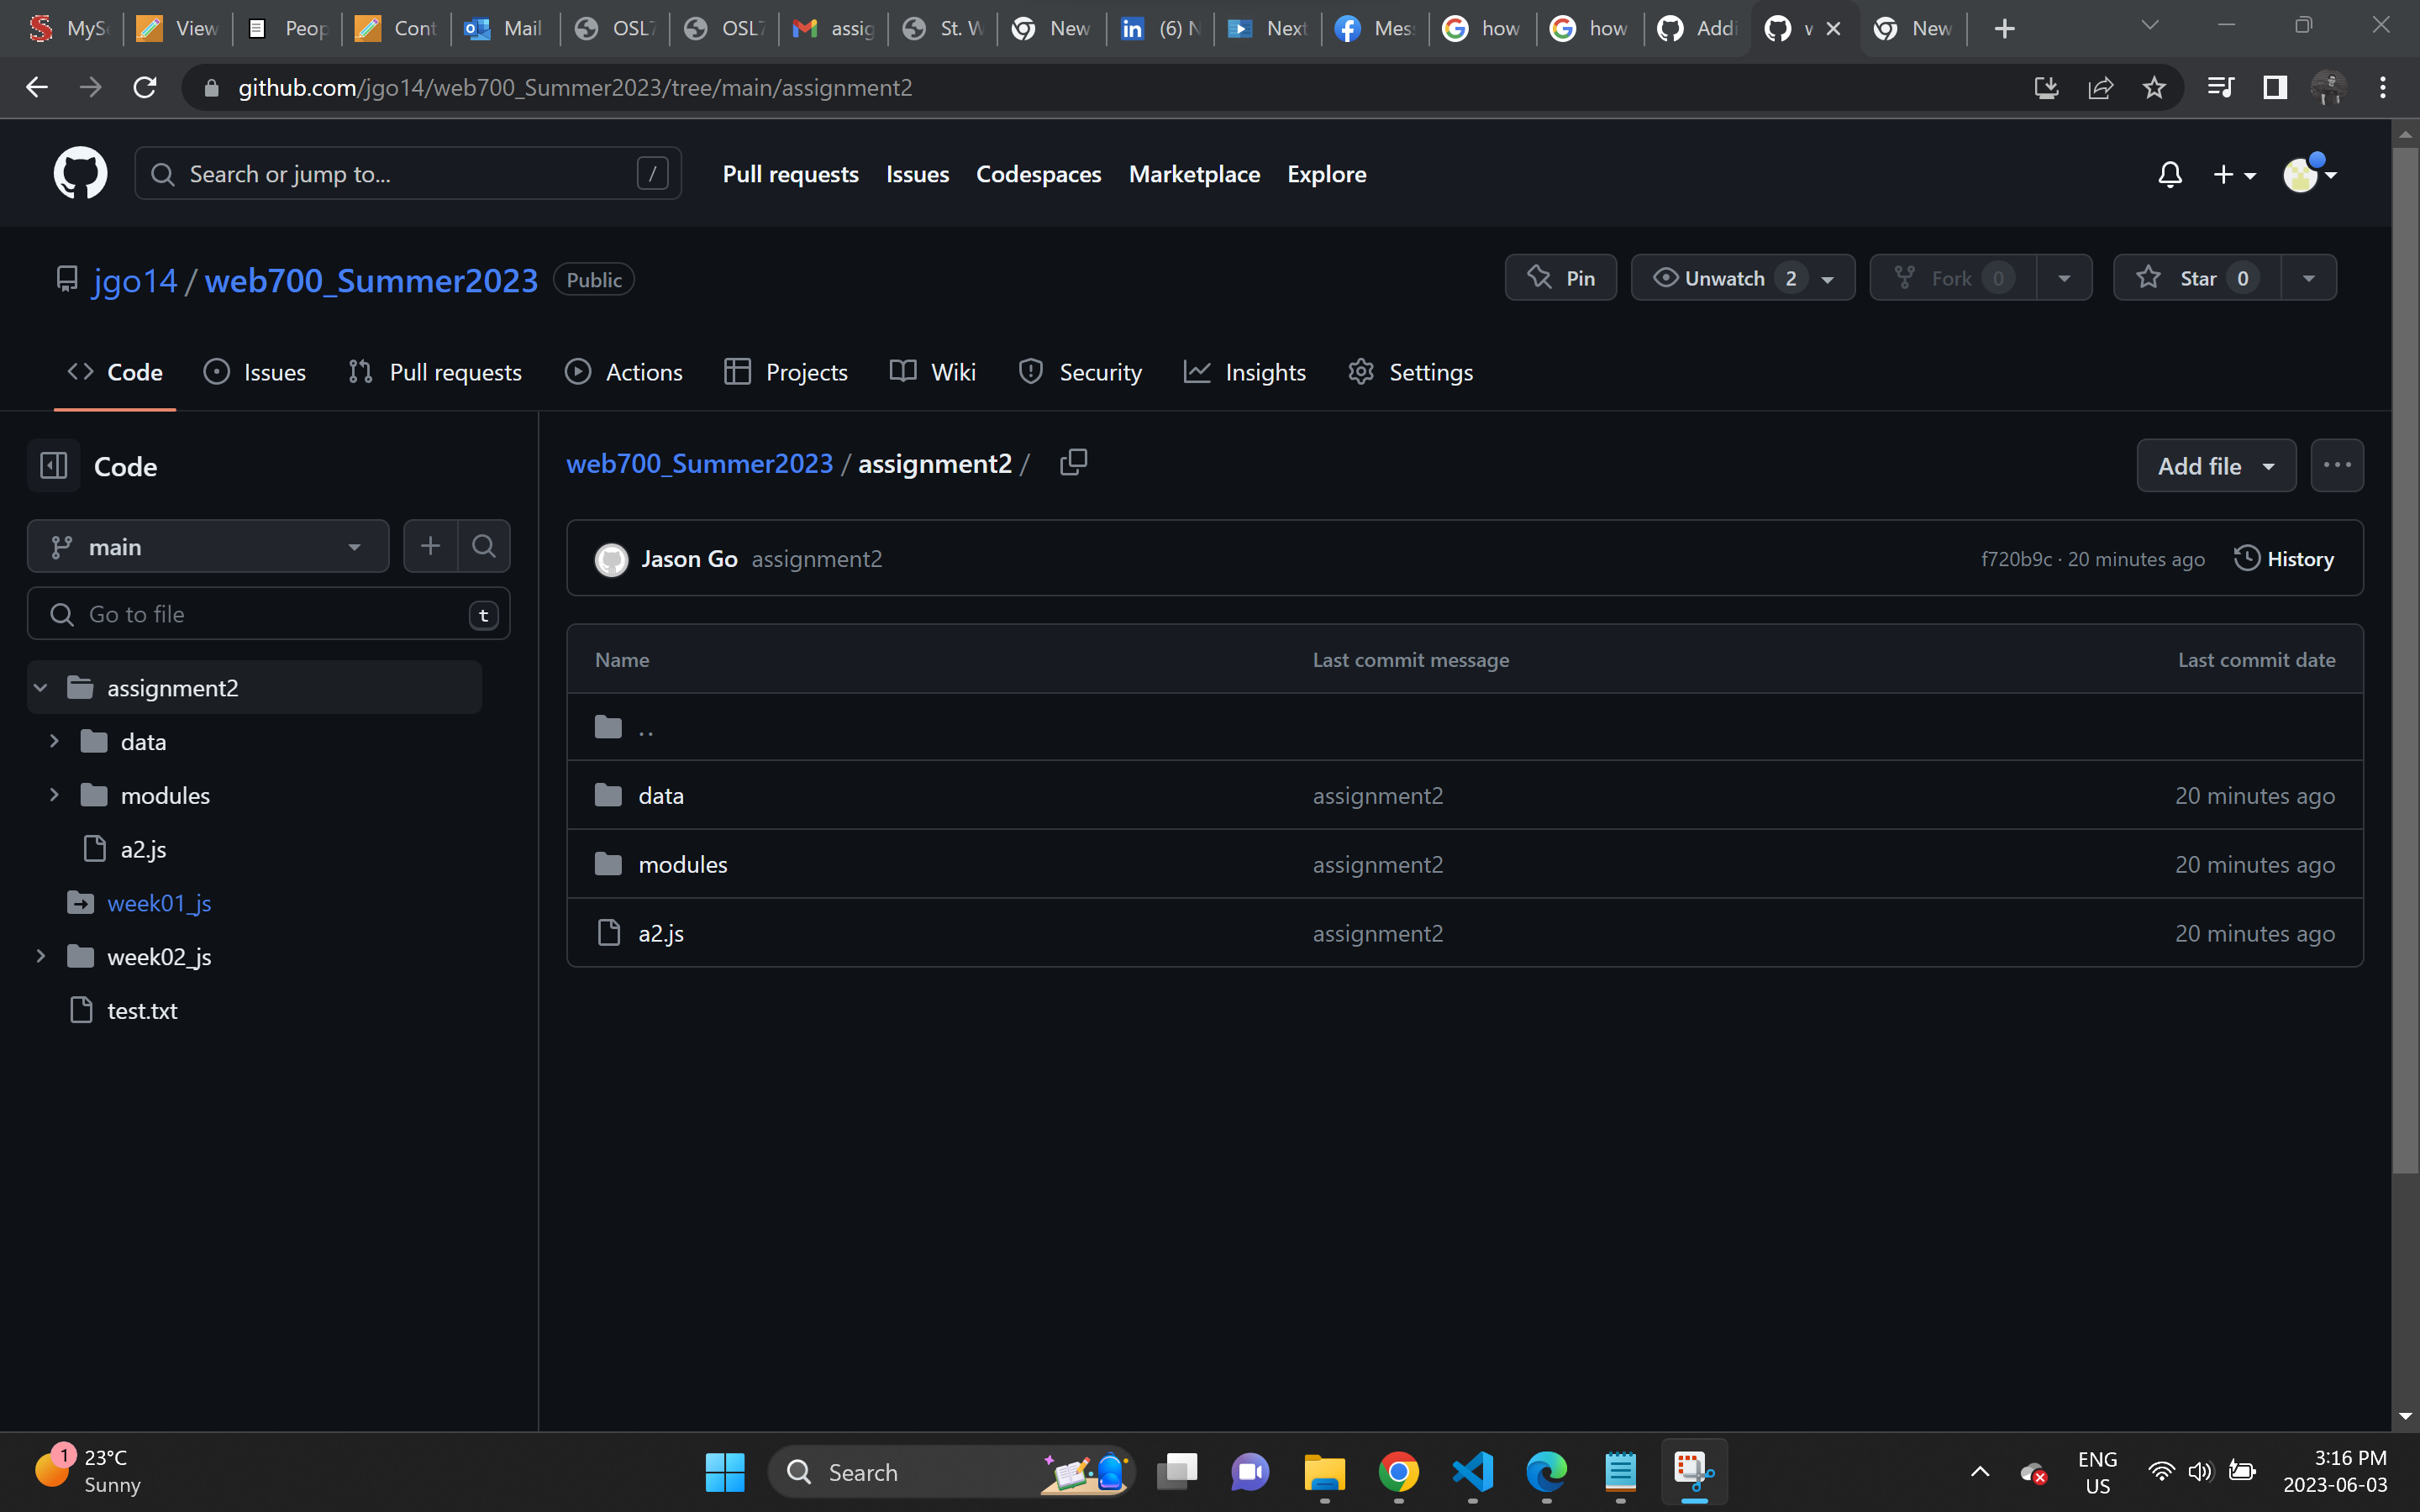 MyS View Peop Cont Mail OSL7 OSL7 assig St. W New (6) N Next Mess how how Addi New
github.com/jgo14/web700_Summer2023/tree/main/assignment2
Search or jump to... / Pull requests Issues Codespaces Marketplace Explore
jgo14 / web700_Summer2023 Public Pin Unwatch 2 Fork 0 Star 0
Code Issues Pull requests Actions Projects Wiki Security Insights Settings
Code
web700_Summer2023 / assignment2 / Add file
main
Jason Go assignment2 f720b9c · 20 minutes ago History
Go to file t
Name Last commit message Last commit date
assignment2
..
data
data assignment2 20 minutes ago
modules
modules assignment2 20 minutes ago
a2.js
a2.js assignment2 20 minutes ago
week01_js
week02_js
test.txt
1 23°C
Sunny
Search
ENG
US
3:16 PM
2023-06-03